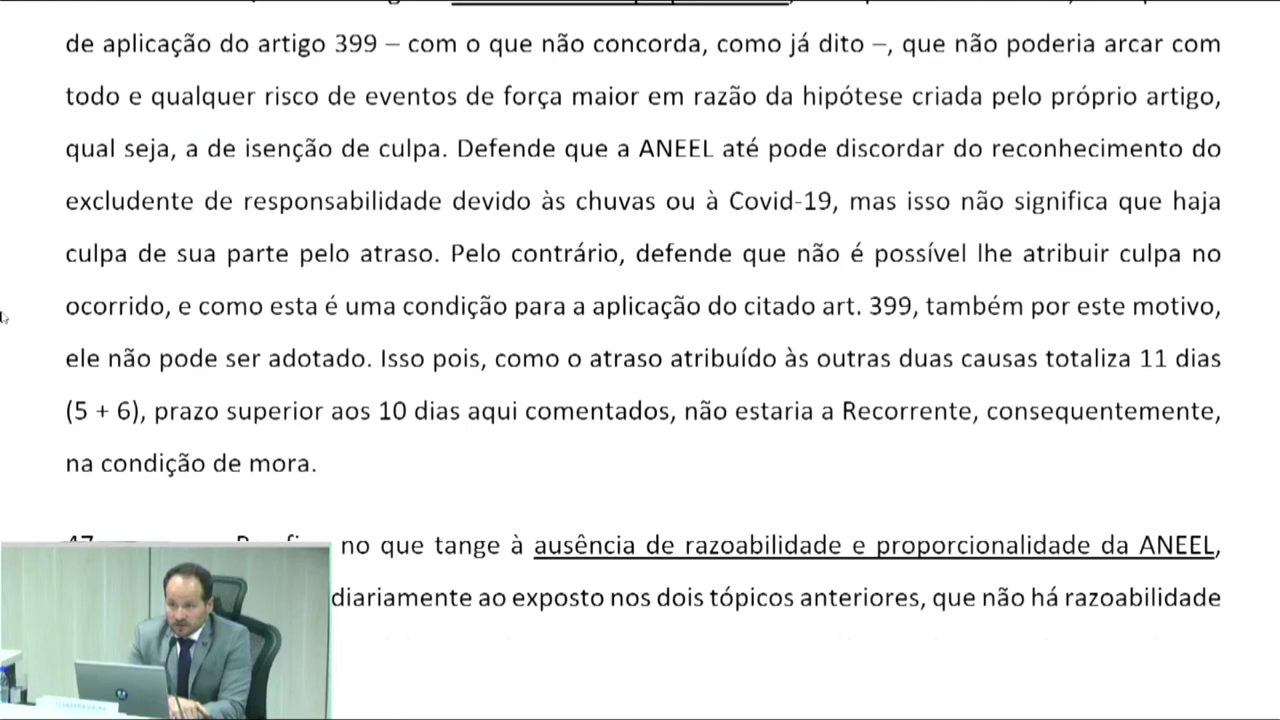 de aplicação do artigo 399 – com o que não concorda, como já dito –, que não poderia arcar com
todo e qualquer risco de eventos de força maior em razão da hipótese criada pelo próprio artigo,
qual seja, a de isenção de culpa. Defende que a ANEEL até pode discordar do reconhecimento do
excludente de responsabilidade devido às chuvas ou à Covid-19, mas isso não significa que haja
culpa de sua parte pelo atraso. Pelo contrário, defende que não é possível lhe atribuir culpa no
ocorrido, e como esta é uma condição para a aplicação do citado art. 399, também por este motivo,
ele não pode ser adotado. Isso pois, como o atraso atribuído às outras duas causas totaliza 11 dias
(5 + 6), prazo superior aos 10 dias aqui comentados, não estaria a Recorrente, consequentemente,
na condição de mora.
no que tange à ausência de razoabilidade e proporcionalidade da ANEEL,
diariamente ao exposto nos dois tópicos anteriores, que não há razoabilidade